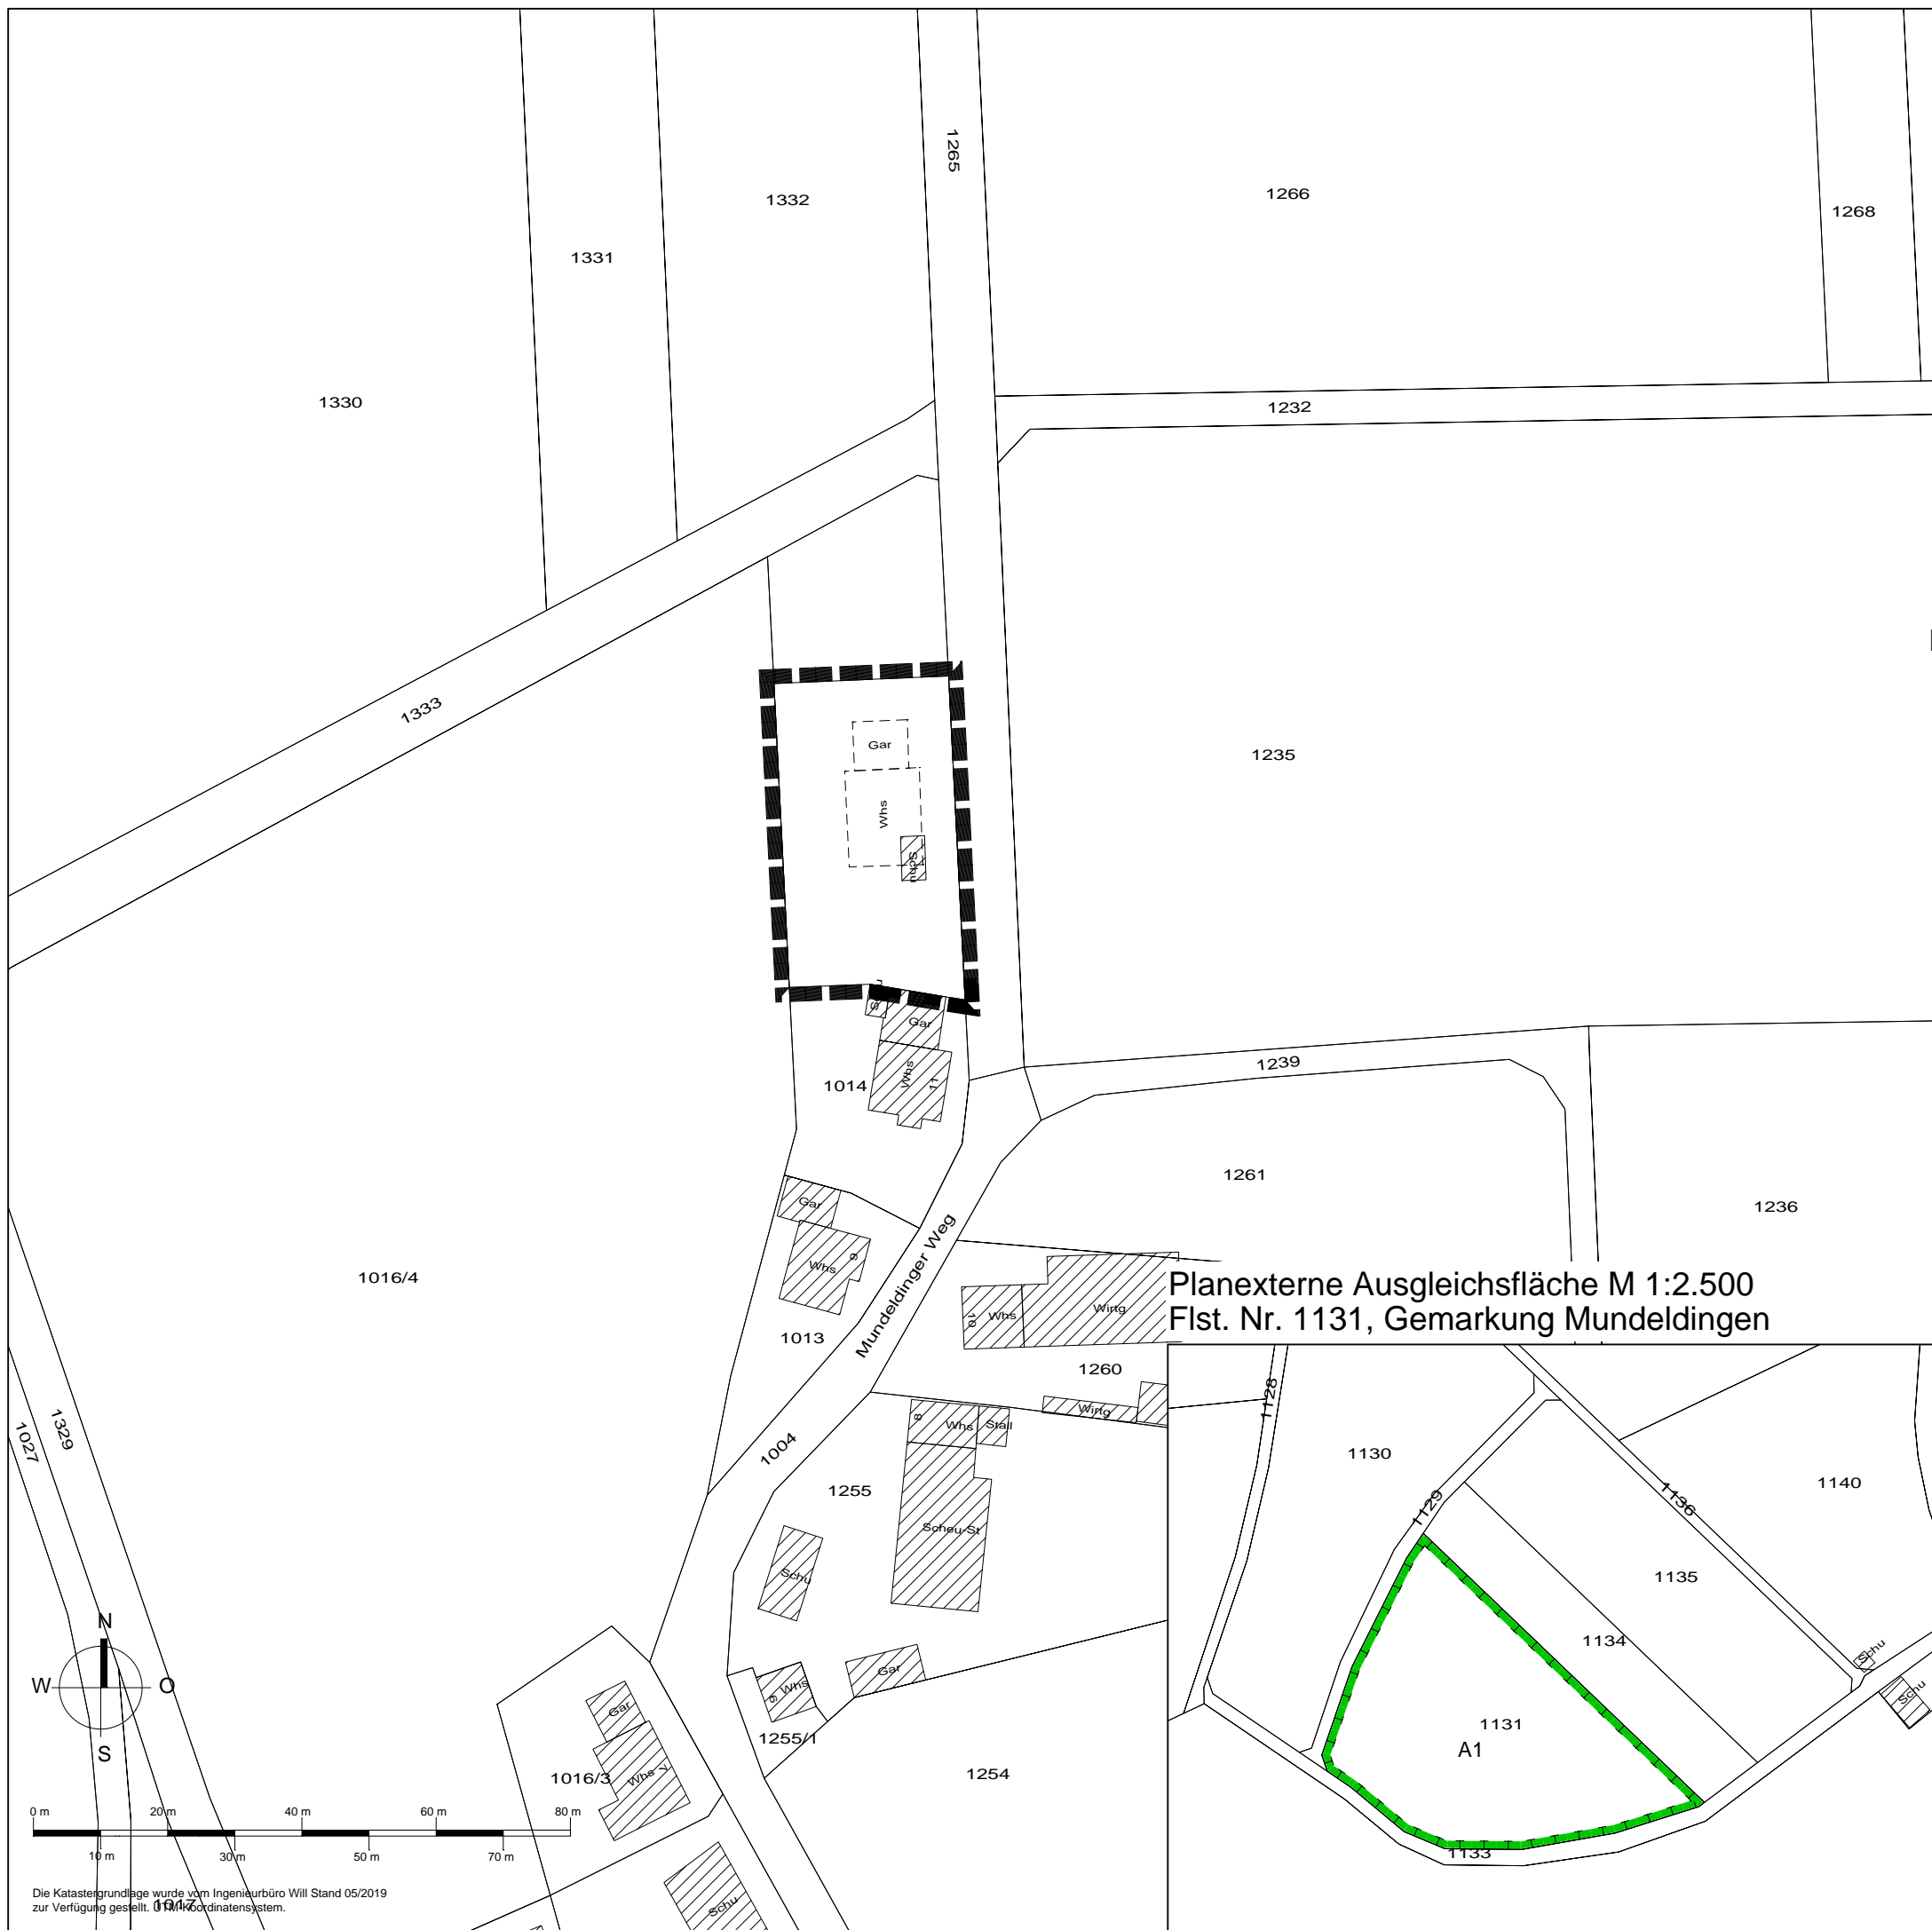 1265
1332
1266
1268
1331
1330
1232
1333
Gar
1235
Whs
Schu
Gar
1239
Whs
11
1014
1261
1236
Gar
Whs
9
Mundeldinger Weg
1016/4
Planexterne Ausgleichsfläche M 1:2.500
Flst. Nr. 1131, Gemarkung Mundeldingen
10
Whs
Wirtg
1013
1260
Wirtg
1128
8
Whs
Stall
1027
1329
1004
1130
1140
1255
1129
1136
Scheu-St
Schu
1135
N
W
O
S
1134
Schu
Schu
Gar
6
Whs
Gar
1131
A1
1255/1
1016/3
Whs
7
1254
0 m
20 m
40 m
60 m
80 m
10 m
30 m
50 m
70 m
1133
Die Katastergrundlage wurde vom Ingenieurbüro Will Stand 05/2019
zur Verfügung gestellt. UTM-Koordinatensystem.
1017
Schu